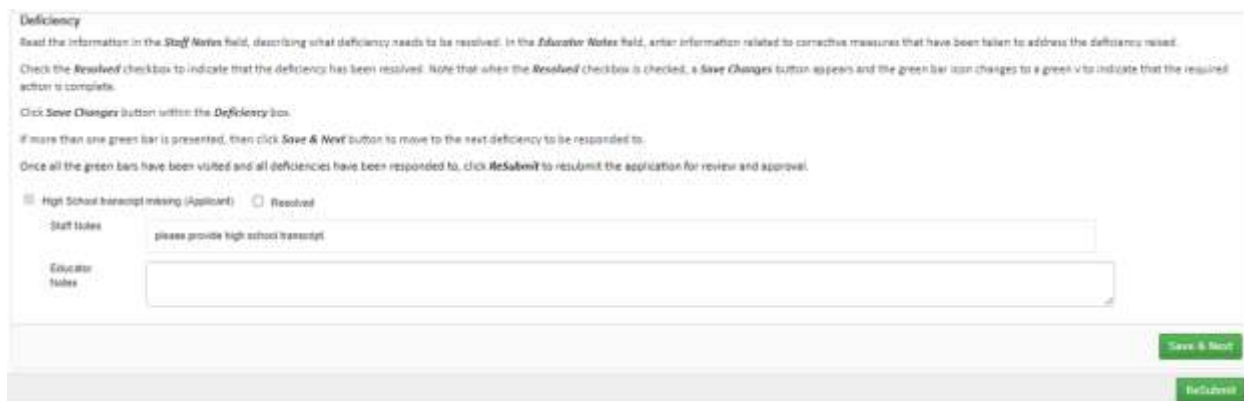 Deficiency
Read the information in the Staff Notes field, describing what deficiency needs to be resolved. In the Educator Notes field, enter information related to corrective measures that have been taken to address the deficiency raised.
Check the Resolved checkbox to indicate that the deficiency has been resolved. Note that when the Resolved checkbox is checked, a Save Changes button appears and the green bar icon changes to a green v to indicate that the required
action is complete.
Click Save Changes button within the Deficiency box.
If more than one green bar is presented, then click Save & Next button to move to the next deficiency to be responded to.
Once all the green bars have been visited and all deficiencies have been responded to, click ReSubmit to resubmit the application for review and approval.
High School transcript missing (Applicant) Resolved
Staff Notes
please provide high school transcript.
Educator
Notes
Save & Next
ReSubmit